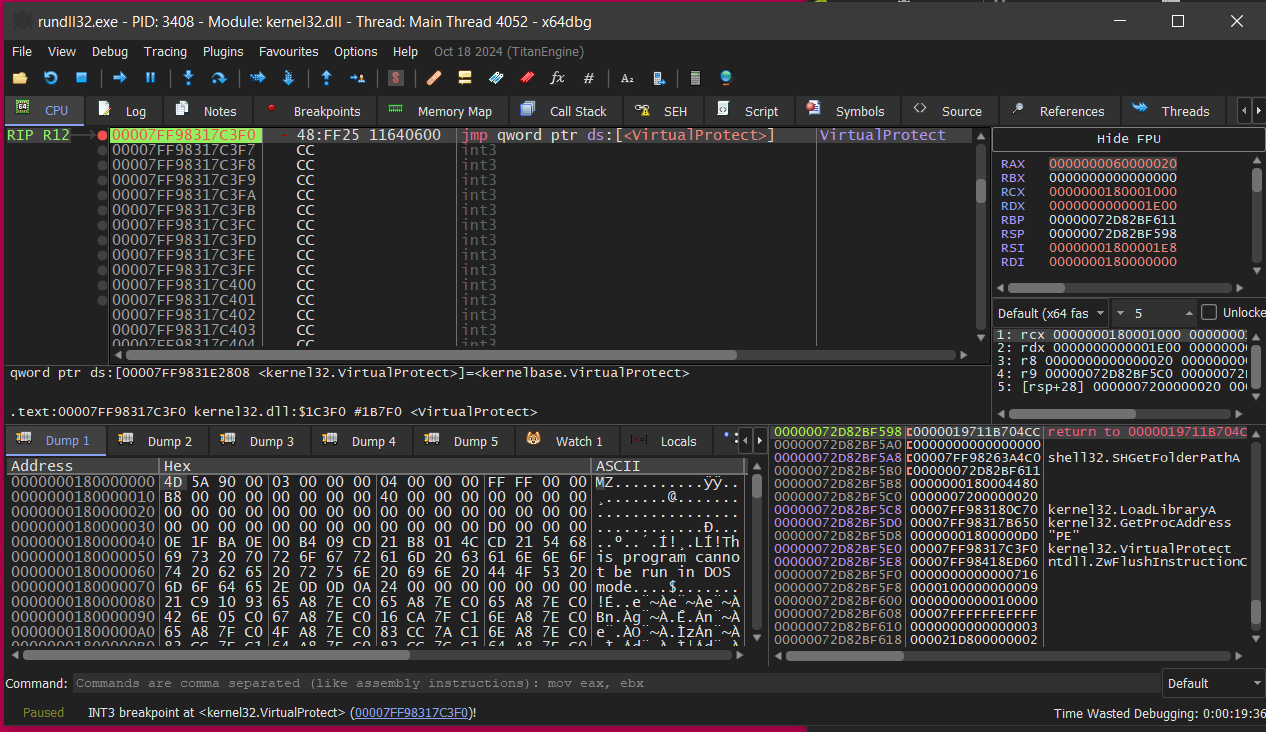 rundll32.exe - PID: 3408 - Module: kernel32.dll - Thread: Main Thread 4052 - x64dbg
File View Debug Tracing Plugins Favourites Options Help Oct 18 2024 (TitanEngine)
CPU Log Notes Breakpoints Memory Map Call Stack SEH Script Symbols Source References Threads
RIP R12 00007FF98317C3F0 48:FF25 11640600 jmp qword ptr ds:[<VirtualProtect>] VirtualProtect
00007FF98317C3F7 CC int3
00007FF98317C3F8 CC int3
00007FF98317C3F9 CC int3
00007FF98317C3FA CC int3
00007FF98317C3FB CC int3
00007FF98317C3FC CC int3
00007FF98317C3FD CC int3
00007FF98317C3FE CC int3
00007FF98317C3FF CC int3
00007FF98317C400 CC int3
00007FF98317C401 CC int3
00007FF98317C402 CC int3
00007FF98317C403 CC int3
00007FF98317C404 CC int3
Hide FPU
RAX 0000000060000020
RBX 0000000000000000
RCX 0000000180001000
RDX 0000000000001E00
RBP 00000072D82BF611
RSP 00000072D82BF598
RSI 00000001800001E8
RDI 0000000180000000
Default (x64 fas 5 Unlocke
1: rcx 0000000180001000
2: rdx 0000000000001E00
3: r8 0000000000000020
4: r9 00000072D82BF5C0
5: [rsp+28] 0000007200000020
qword ptr ds:[00007FF9831E2808 <kernel32.VirtualProtect>]=<kernelbase.VirtualProtect>
.text:00007FF98317C3F0 kernel32.dll:$1C3F0 #1B7F0 <VirtualProtect>
Dump 1 Dump 2 Dump 3 Dump 4 Dump 5 Watch 1 Locals
Address Hex ASCII
0000000180000000 4D 5A 90 00 03 00 00 00 04 00 00 00 FF FF 00 00 MZ..........ÿÿ..
0000000180000010 B8 00 00 00 00 00 00 00 40 00 00 00 00 00 00 00 ¸.......@.......
0000000180000020 00 00 00 00 00 00 00 00 00 00 00 00 00 00 00 00 ................
0000000180000030 00 00 00 00 00 00 00 00 00 00 00 00 D0 00 00 00 ............Ð...
0000000180000040 0E 1F BA 0E 00 B4 09 CD 21 B8 01 4C CD 21 54 68 ..º..´.Í!¸.LÍ!Th
0000000180000050 69 73 20 70 72 6F 67 72 61 6D 20 63 61 6E 6E 6F is program canno
0000000180000060 74 20 62 65 20 72 75 6E 20 69 6E 20 44 4F 53 20 t be run in DOS
0000000180000070 6D 6F 64 65 2E 0D 0D 0A 24 00 00 00 00 00 00 00 mode....$.......
0000000180000080 21 C9 10 93 65 A8 7E C0 65 A8 7E C0 65 A8 7E C0 !É..e¨~Àe¨~Àe¨~À
0000000180000090 42 6E 05 C0 67 A8 7E C0 16 CA 7F C1 6E A8 7E C0 Bn.Àg¨~À.Ê.Án¨~À
00000001800000A0 65 A8 7F C0 4F A8 7E C0 83 CC 7A C1 6E A8 7E C0 e¨.ÀO¨~À.ÌzÁn¨~À
00000072D82BF598 0000019711B704CC return to 0000019711B704C
00000072D82BF5A0 0000000000000000
00000072D82BF5A8 00007FF98263A4C0 shell32.SHGetFolderPathA
00000072D82BF5B0 00000072D82BF611
00000072D82BF5B8 0000000180004480
00000072D82BF5C0 0000007200000020
00000072D82BF5C8 00007FF983180C70 kernel32.LoadLibraryA
00000072D82BF5D0 00007FF98317B650 kernel32.GetProcAddress
00000072D82BF5D8 00000001800000D0 "PE"
00000072D82BF5E0 00007FF98317C3F0 kernel32.VirtualProtect
00000072D82BF5E8 00007FF98418ED60 ntdll.ZwFlushInstructionC
00000072D82BF5F0 0000000000000716
00000072D82BF5F8 0000100000000009
00000072D82BF600 0000000000010000
00000072D82BF608 00007FFFFFFEFFFF
00000072D82BF610 0000000000000003
00000072D82BF618 000021D800000002
Command: Commands are comma separated (like assembly instructions): mov eax, ebx Default
Paused INT3 breakpoint at <kernel32.VirtualProtect> (00007FF98317C3F0)! Time Wasted Debugging: 0:00:19:36